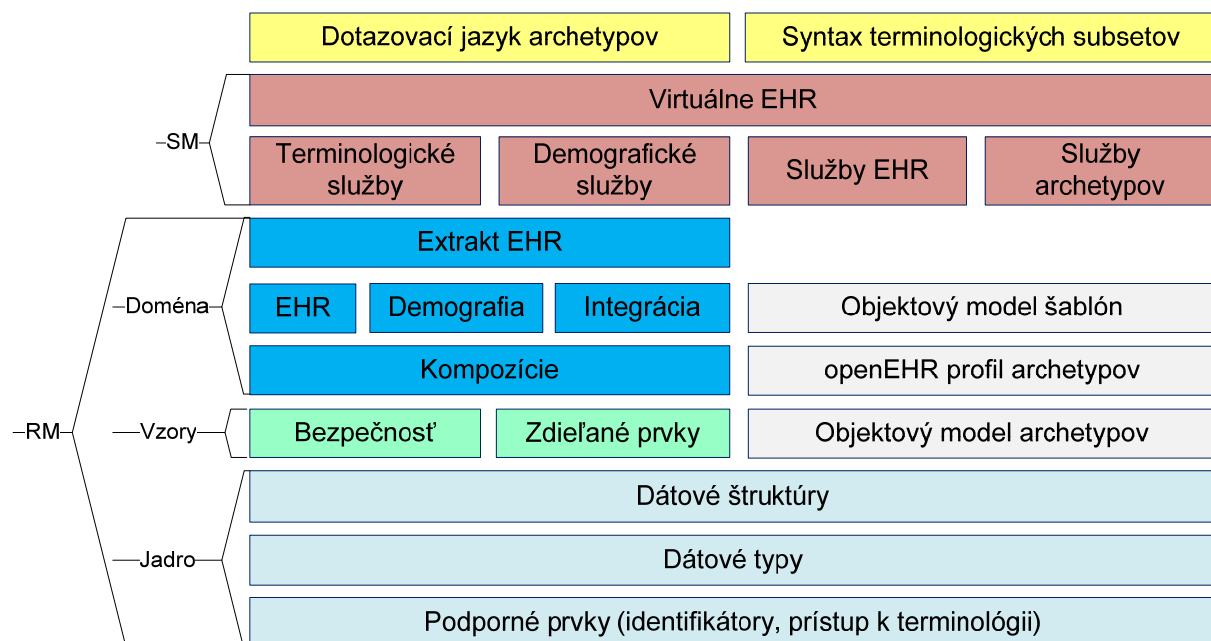 Dotazovací jazyk archetypov
Syntax terminologických subsetov
Virtuálne EHR
SM
Terminologické
služby
Demografické
služby
Služby EHR
Služby
archetypov
Extrakt EHR
Doména
EHR
Demografia
Integrácia
Objektový model šablón
Kompozície
openEHR profil archetypov
RM
Vzory
Bezpečnosť
Zdieľané prvky
Objektový model archetypov
Dátové štruktúry
Jadro
Dátové typy
Podporné prvky (identifikátory, prístup k terminológii)